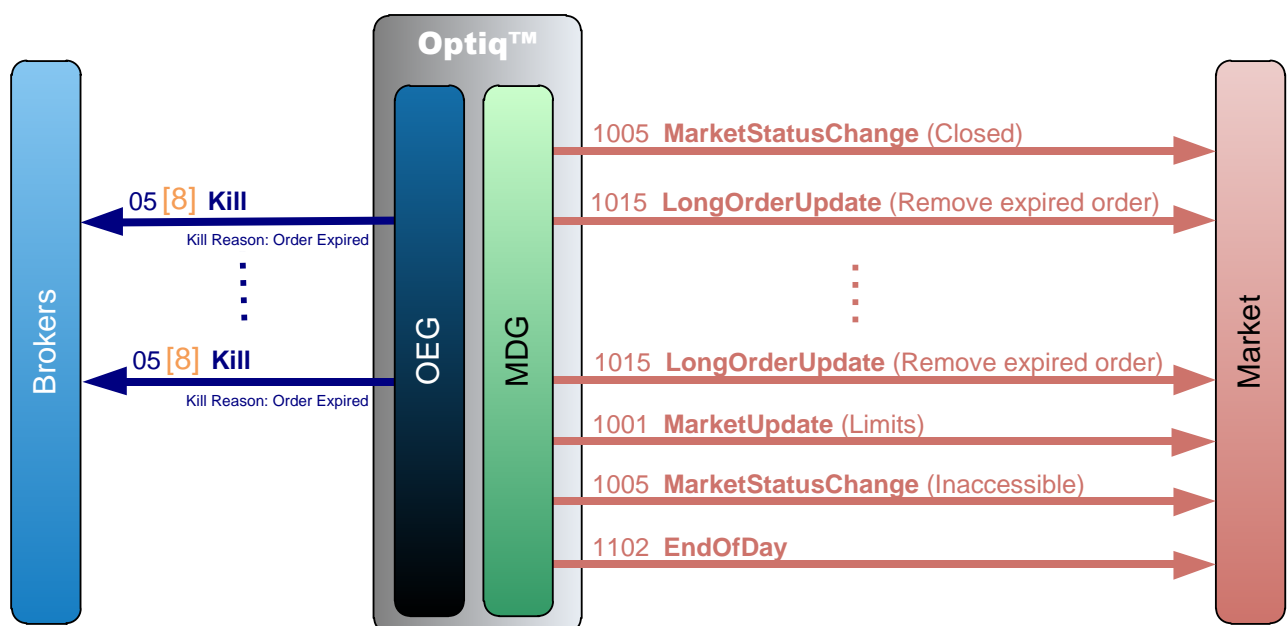 Optiq™
Brokers
OEG
MDG
Market
1005 MarketStatusChange (Closed)
05 [8] Kill
Kill Reason: Order Expired
1015 LongOrderUpdate (Remove expired order)
05 [8] Kill
Kill Reason: Order Expired
1015 LongOrderUpdate (Remove expired order)
1001 MarketUpdate (Limits)
1005 MarketStatusChange (Inaccessible)
1102 EndOfDay